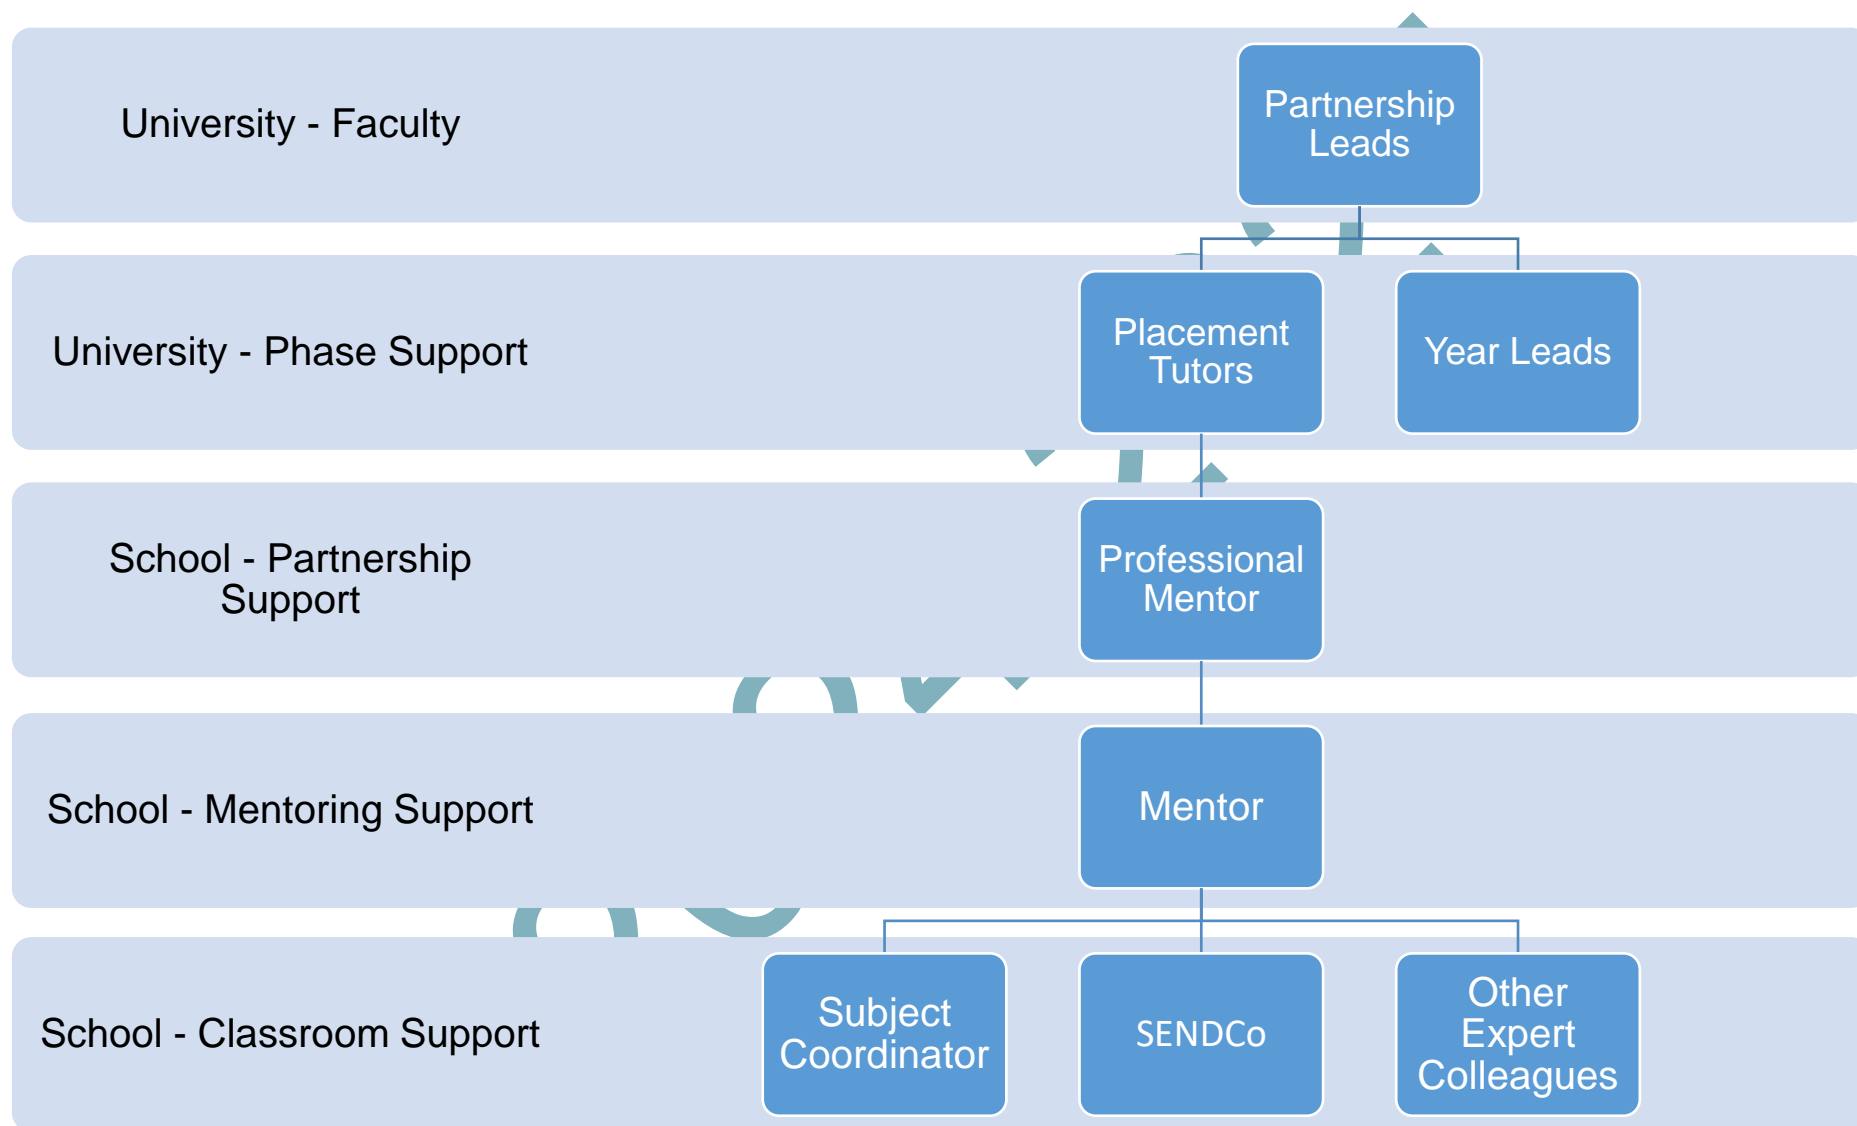 University - Faculty
Partnership
Leads
University - Phase Support
Placement
Tutors
Year Leads
School - Partnership
Support
Professional
Mentor
School - Mentoring Support
Mentor
School - Classroom Support
Subject
Coordinator
SENDCo
Other
Expert
Colleagues